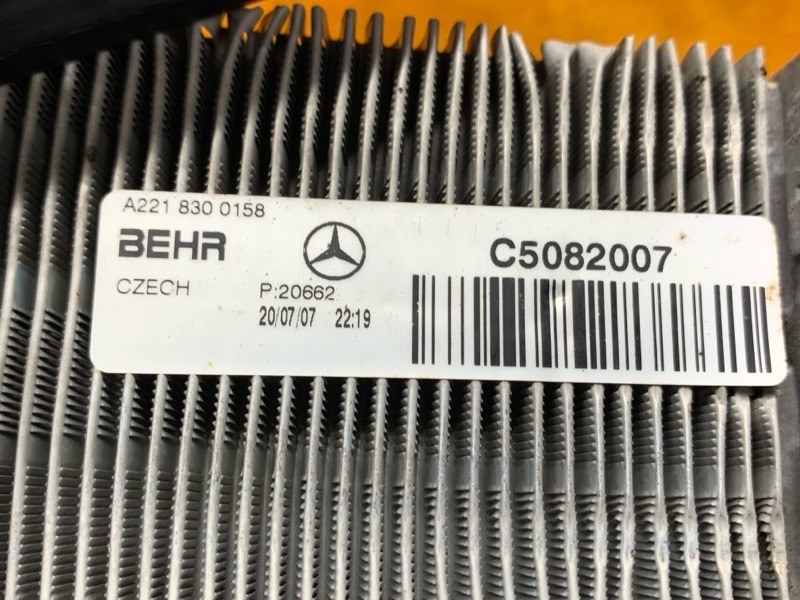 A221 830 0158
BEHR C5082007
CZECH P:20662
20/07/07 22:19